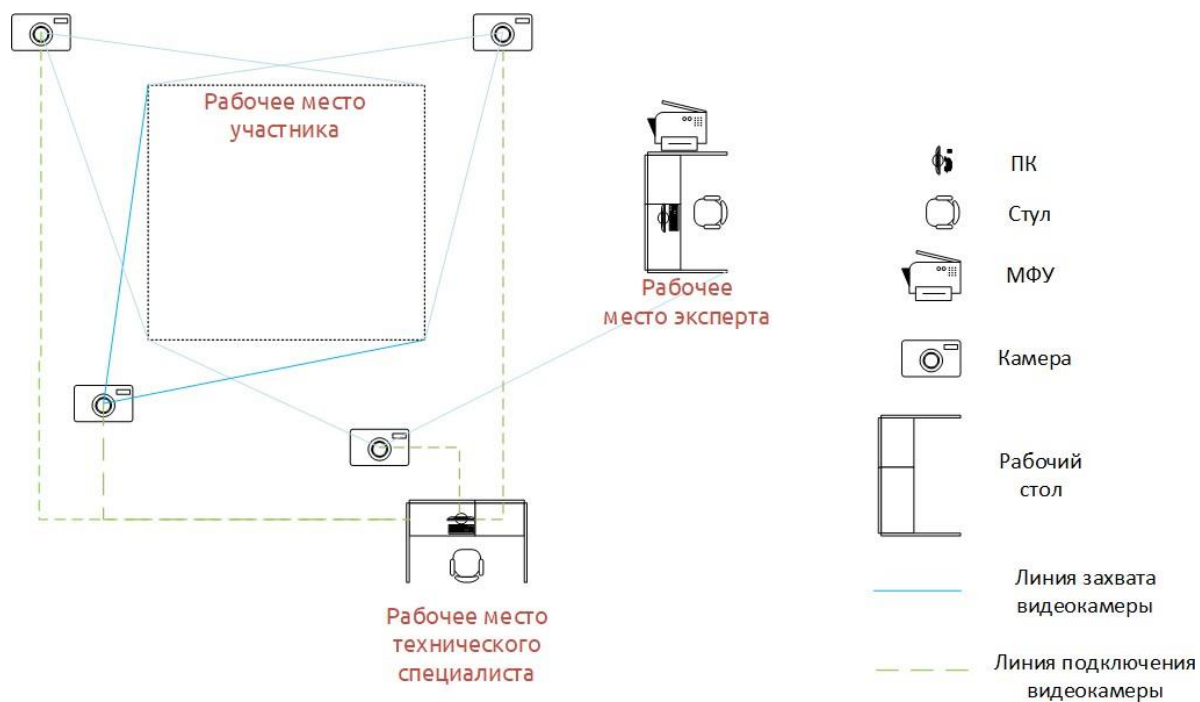 Рабочее место
участника
Рабочее
место эксперта
Рабочее место
технического
специалиста
ПК
Стул
МФУ
Камера
Рабочий
стол
Линия захвата
видеокамеры
Линия подключения
видеокамеры